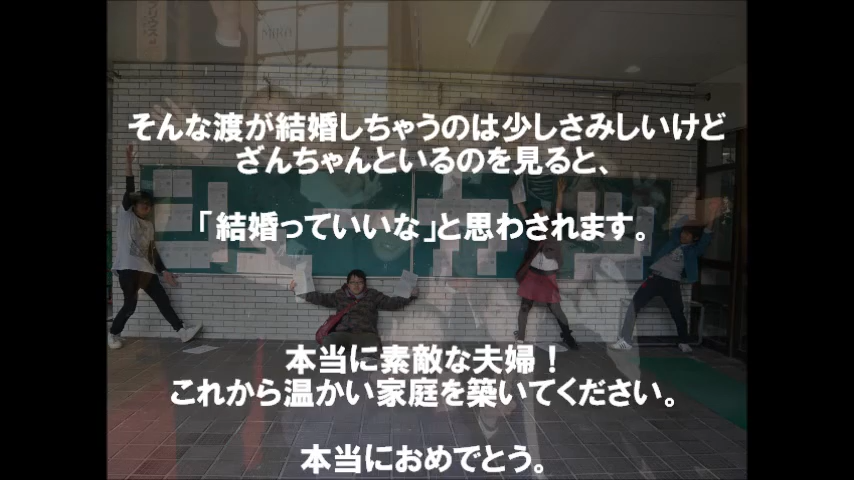 そんな渡が結婚しちゃうのは少しさみしいけど
ざんちゃんといるのを見ると、
「結婚っていいな」と思わされます。
本当に素敵な夫婦！
これから温かい家庭を築いてください。
本当におめでとう。